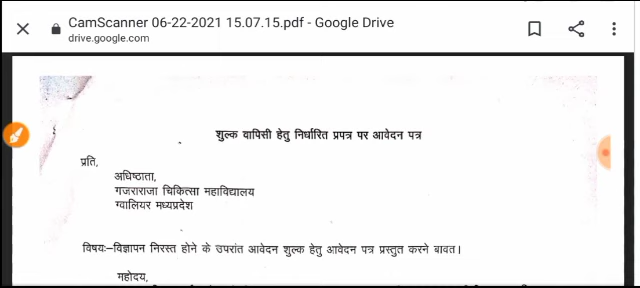 CamScanner 06-22-2021 15.07.15.pdf - Google Drive
drive.google.com
शुल्क वापिसी हेतु निर्धारित प्रपत्र पर आवेदन पत्र
प्रति,
अधिष्ठाता,
गजराराजा चिकित्सा महाविद्यालय
ग्वालियर मध्यप्रदेश
विषयः–विज्ञापन निरस्त होने के उपरांत आवेदन शुल्क हेतु आवेदन पत्र प्रस्तुत करने बावत।
महोदय,